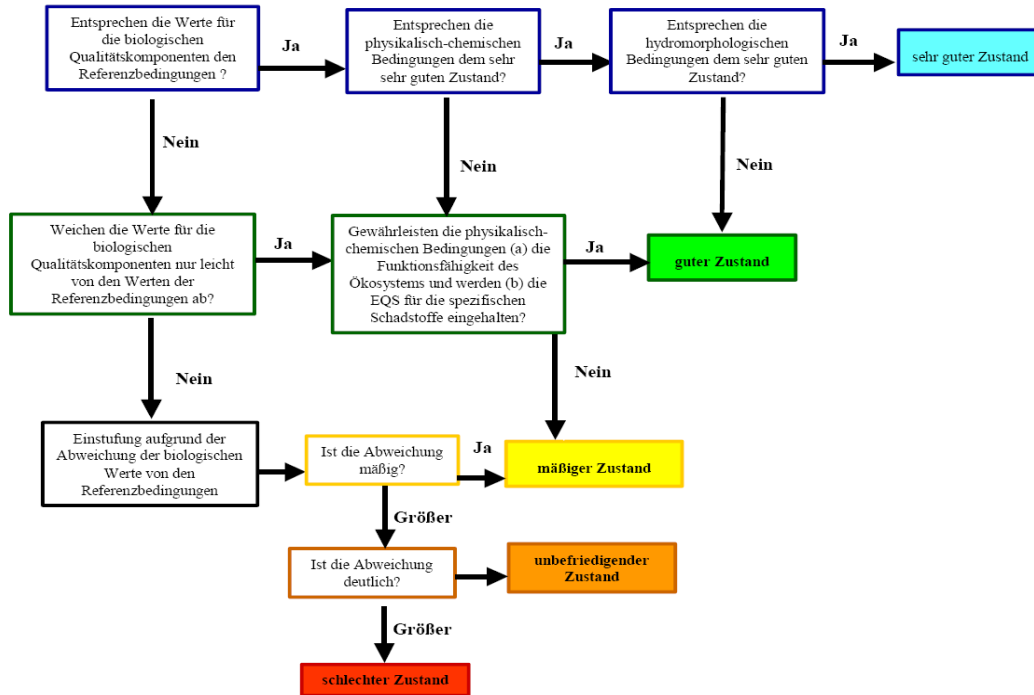 Entsprechen die Werte für
die biologischen
Qualitätskomponenten den
Referenzbedingungen ?
Ja
Entsprechen die
physikalisch-chemischen
Bedingungen dem sehr
sehr guten Zustand?
Ja
Entsprechen die
hydromorphologischen
Bedingungen dem sehr guten
Zustand?
Ja
sehr guter Zustand
Nein
Nein
Nein
Weichen die Werte für die
biologischen
Qualitätskomponenten nur leicht
von den Werten der
Referenzbedingungen ab?
Ja
Gewährleisten die physikalisch-
chemischen Bedingungen (a) die
Funktionsfähigkeit des
Ökosystems und werden (b) die
EQS für die spezifischen
Schadstoffe eingehalten?
Ja
guter Zustand
Nein
Nein
Einstufung aufgrund der
Abweichung der biologischen
Werte von den
Referenzbedingungen
Ist die Abweichung
mäßig?
Ja
mäßiger Zustand
Größer
Ist die Abweichung
deutlich?
unbefriedigender
Zustand
Größer
schlechter Zustand